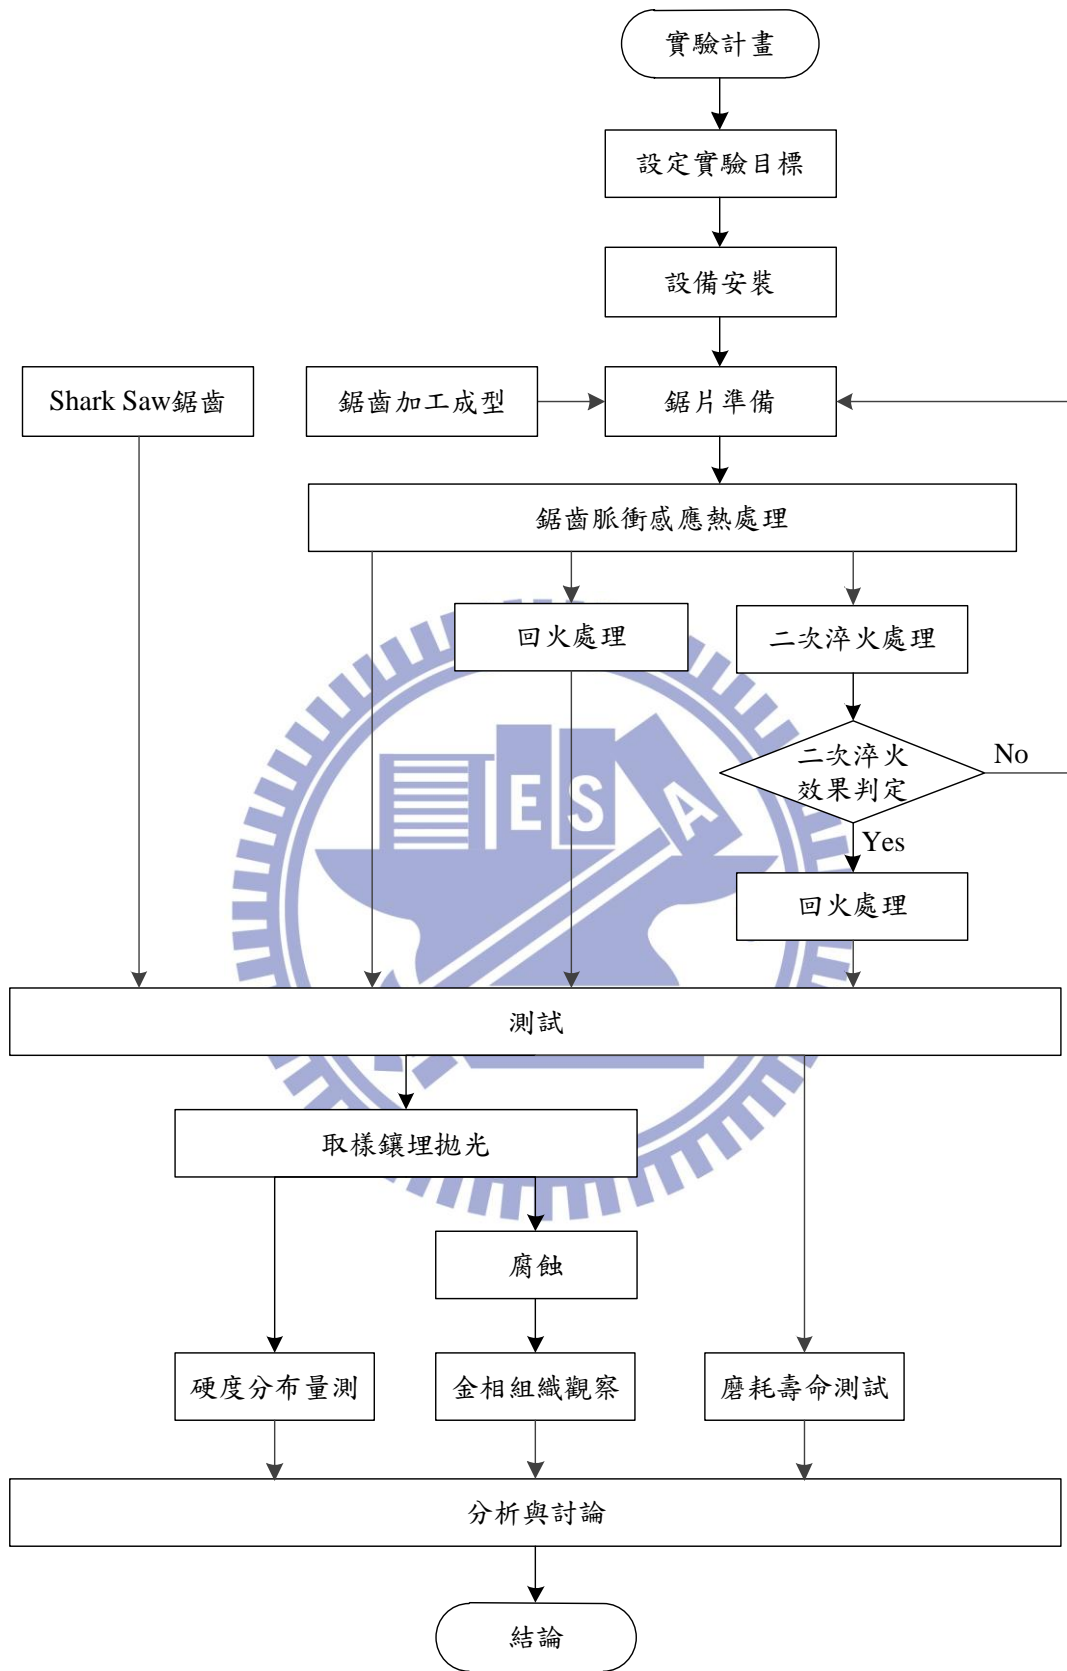 實驗計畫
設定實驗目標
設備安裝
Shark Saw鋸齒
鋸齒加工成型
鋸片準備
鋸齒脈衝感應熱處理
回火處理
二次淬火處理
二次淬火
效果判定
No
Yes
回火處理
E S A
測試
取樣鑲埋拋光
腐蝕
硬度分布量測
金相組織觀察
磨耗壽命測試
分析與討論
結論